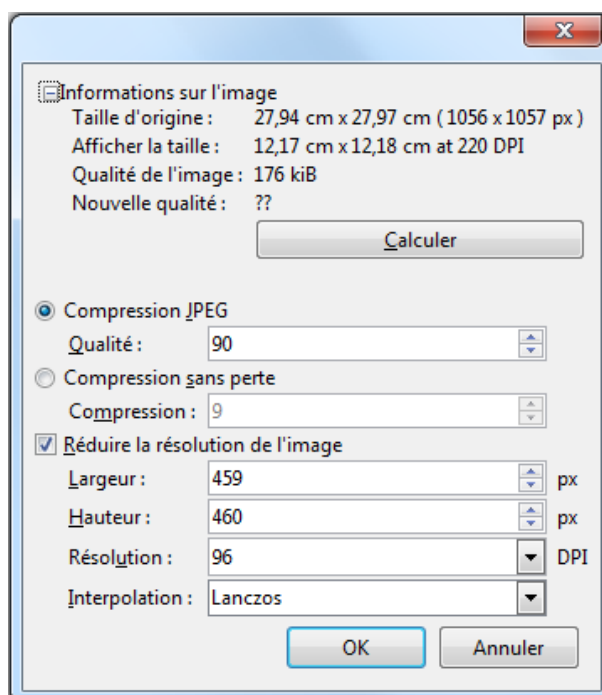 Informations sur l'image
Taille d'origine : 27,94 cm x 27,97 cm ( 1056 x 1057 px )
Afficher la taille : 12,17 cm x 12,18 cm at 220 DPI
Qualité de l'image : 176 kiB
Nouvelle qualité : ??
Calculer
Compression JPEG
Qualité : 90
Compression sans perte
Compression : 9
Réduire la résolution de l'image
Largeur : 459 px
Hauteur : 460 px
Résolution : 96 DPI
Interpolation : Lanczos
OK Annuler